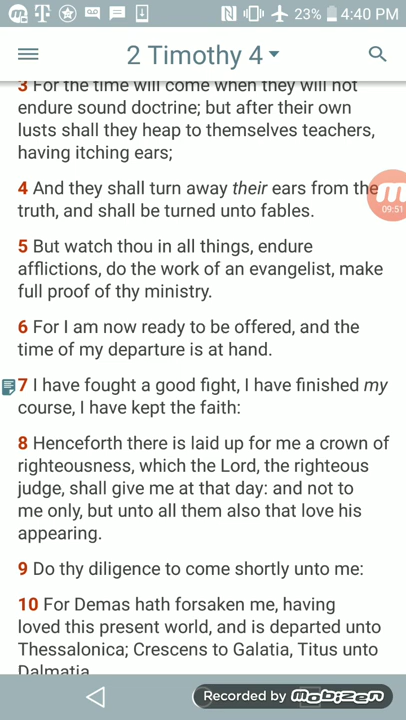 23% 4:40 PM
2 Timothy 4
3 For the time will come when they will not
endure sound doctrine; but after their own
lusts shall they heap to themselves teachers,
having itching ears;
4 And they shall turn away their ears from the
truth, and shall be turned unto fables.
09:51
5 But watch thou in all things, endure
afflictions, do the work of an evangelist, make
full proof of thy ministry.
6 For I am now ready to be offered, and the
time of my departure is at hand.
7 I have fought a good fight, I have finished my
course, I have kept the faith:
8 Henceforth there is laid up for me a crown of
righteousness, which the Lord, the righteous
judge, shall give me at that day: and not to
me only, but unto all them also that love his
appearing.
9 Do thy diligence to come shortly unto me:
10 For Demas hath forsaken me, having
loved this present world, and is departed unto
Thessalonica; Crescens to Galatia, Titus unto
Dalmatia
Recorded by mobizen